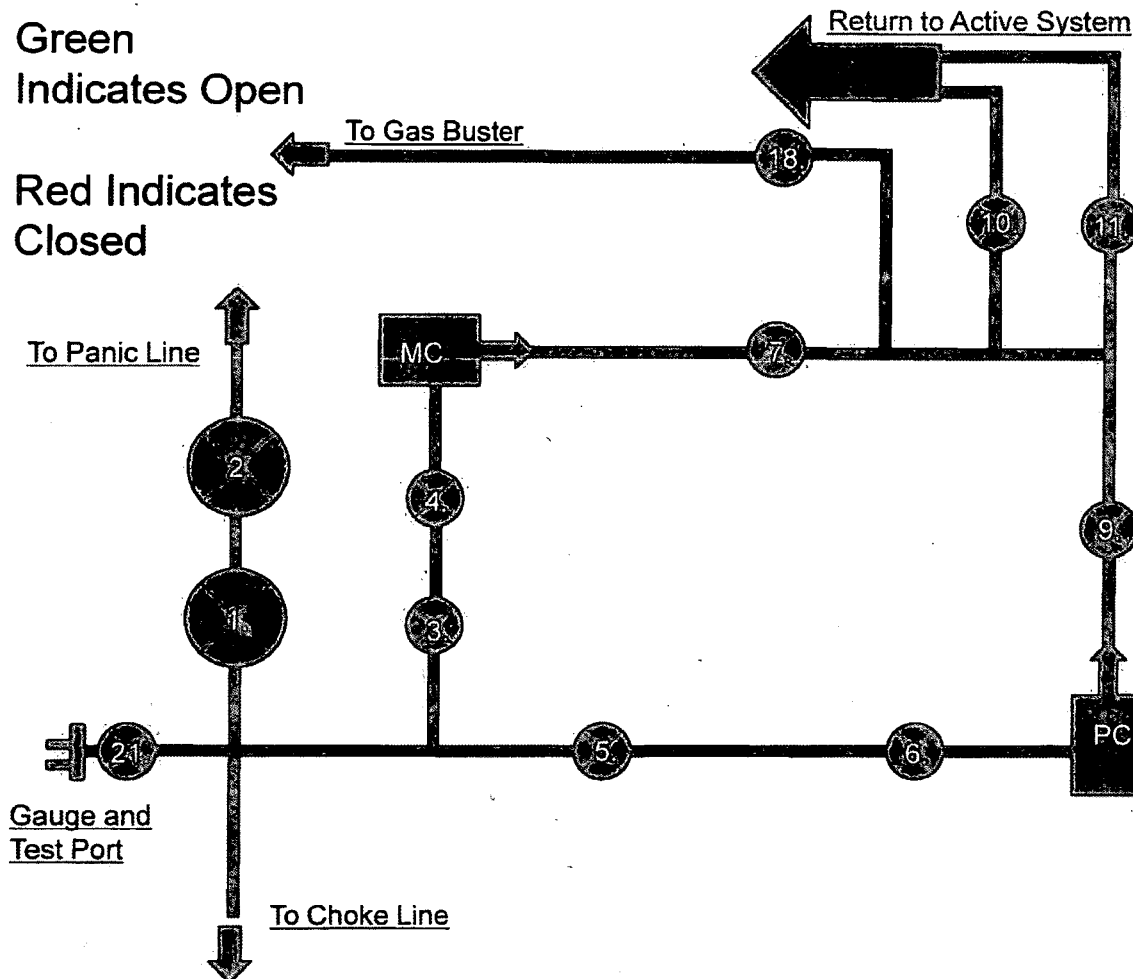 Green
Indicates Open
Return to Active System
To Gas Buster
18
Red Indicates
Closed
10
11
To Panic Line
MC
7
2
4
9
1
3
21
5
6
PC
Gauge and
Test Port
To Choke Line